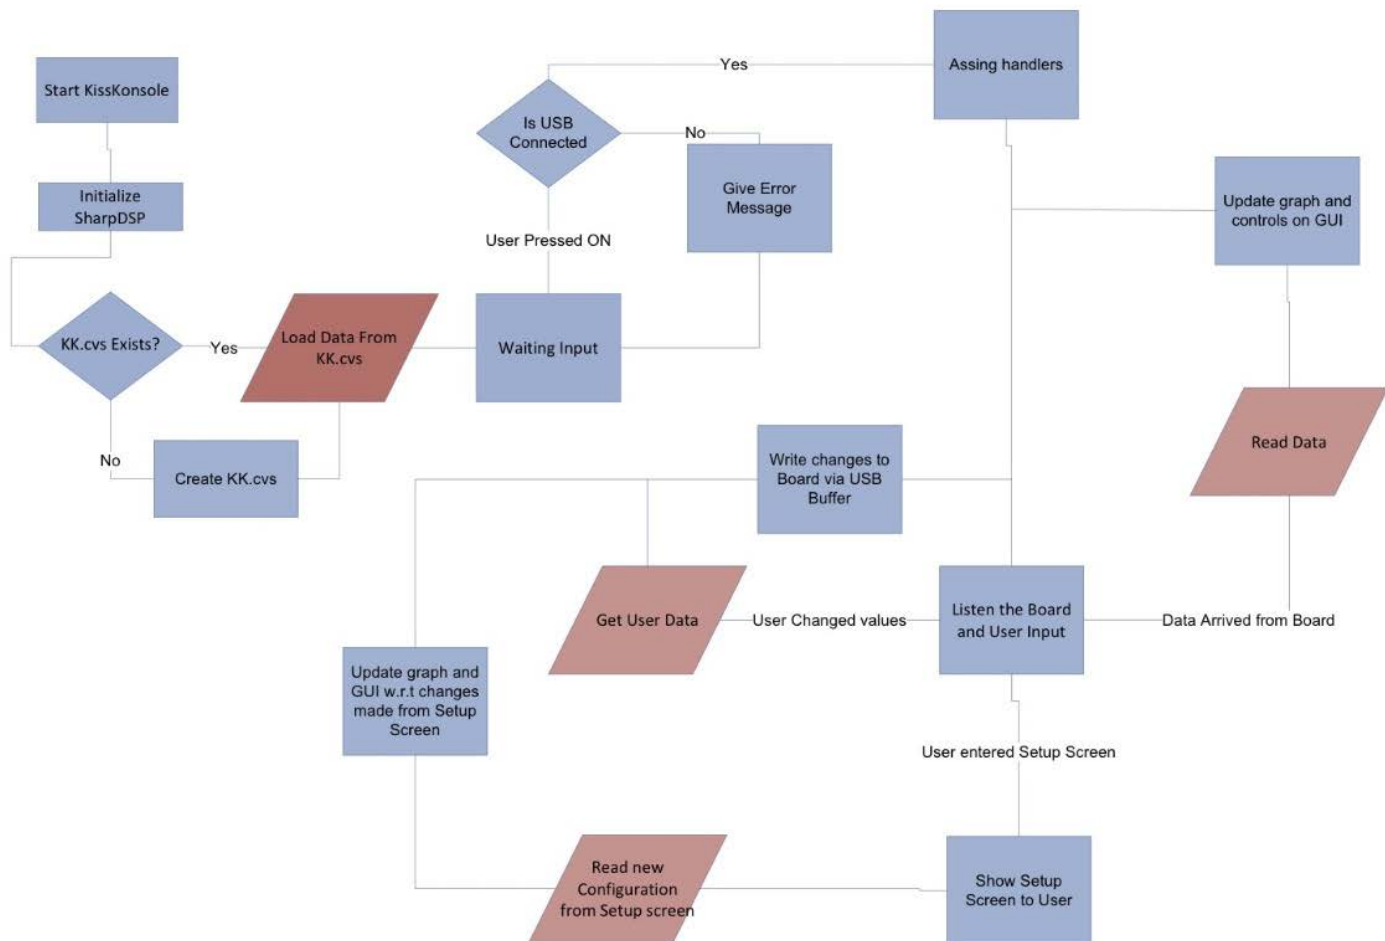 Start KissKonsole
Initialize
SharpDSP
KK.cvs Exists?
Yes
No
Create KK.cvs
Load Data From
KK.cvs
Waiting Input
User Pressed ON
Is USB
Connected
Yes
No
Give Error
Message
Assing handlers
Update graph and
controls on GUI
Read Data
Data Arrived from Board
Listen the Board
and User Input
User Changed values
Get User Data
Write changes to
Board via USB
Buffer
Update graph and
GUI w.r.t changes
made from Setup
Screen
User entered Setup Screen
Show Setup
Screen to User
Read new
Configuration
from Setup screen